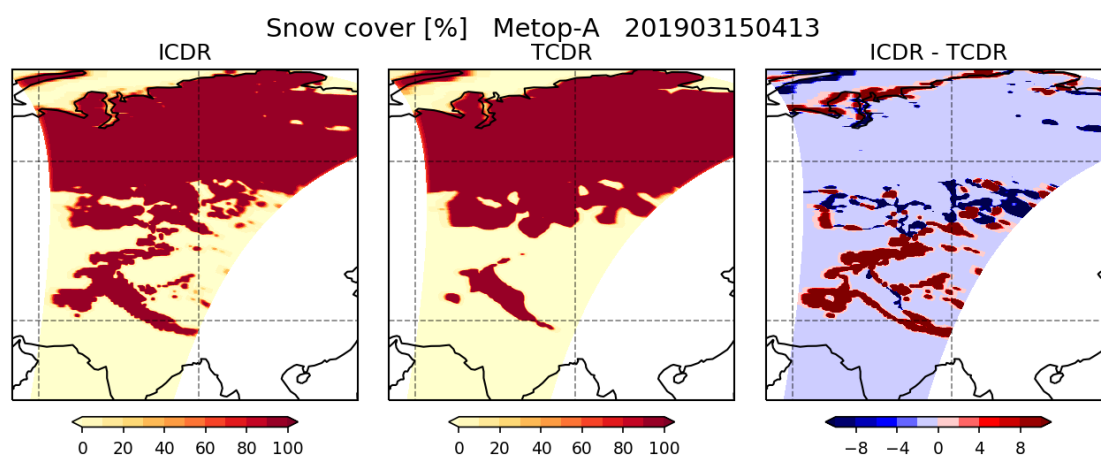 Snow cover [%]   Metop-A   201903150413
ICDR TCDR ICDR - TCDR
0 20 40 60 80 100 0 20 40 60 80 100 −8 −4 0 4 8